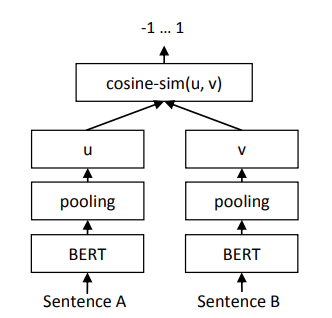 -1 … 1
cosine-sim(u, v)
u v
pooling pooling
BERT BERT
Sentence A Sentence B